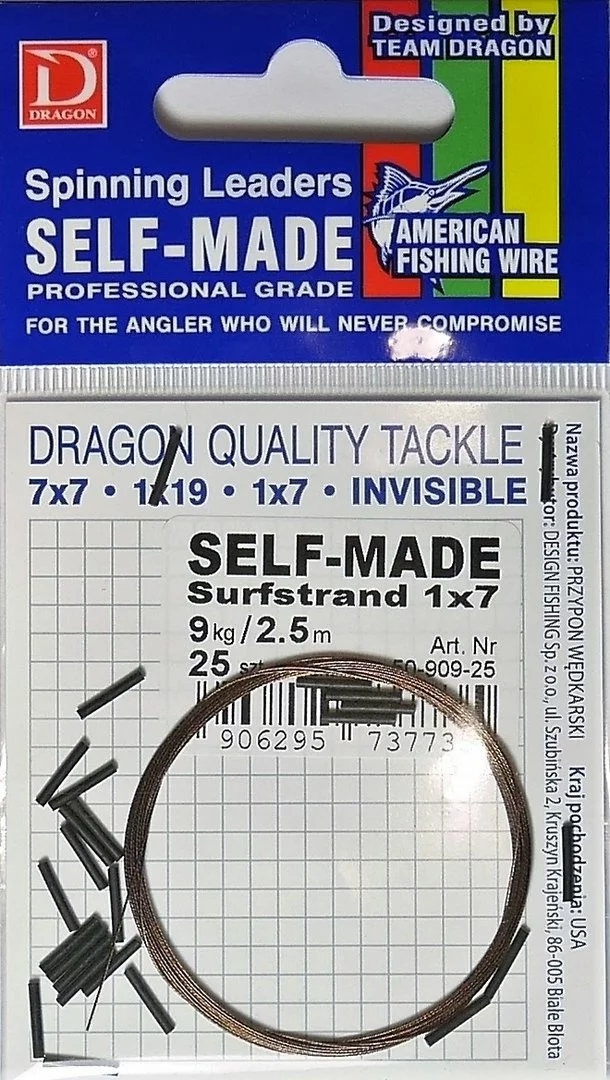 Designed by
TEAM DRAGON
D®
DRAGON
Spinning Leaders
SELF-MADE
PROFESSIONAL GRADE
AMERICAN
FISHING WIRE
FOR THE ANGLER WHO WILL NEVER COMPROMISE
DRAGON QUALITY TACKLE
7x7 • 1x19 • 1x7 • INVISIBLE
SELF-MADE
Surfstrand 1x7
9kg/2.5m
25 szt
Art. Nr
50-909-25
906295 73773
Nazwa produktu: PRZYPON WĘDKARSKI Kraj pochodzenia: USA
DESIGN FISHING Sp. z o.o., ul. Szubińska 2, Kruszyn Krajeński, 86-005 Białe Błota